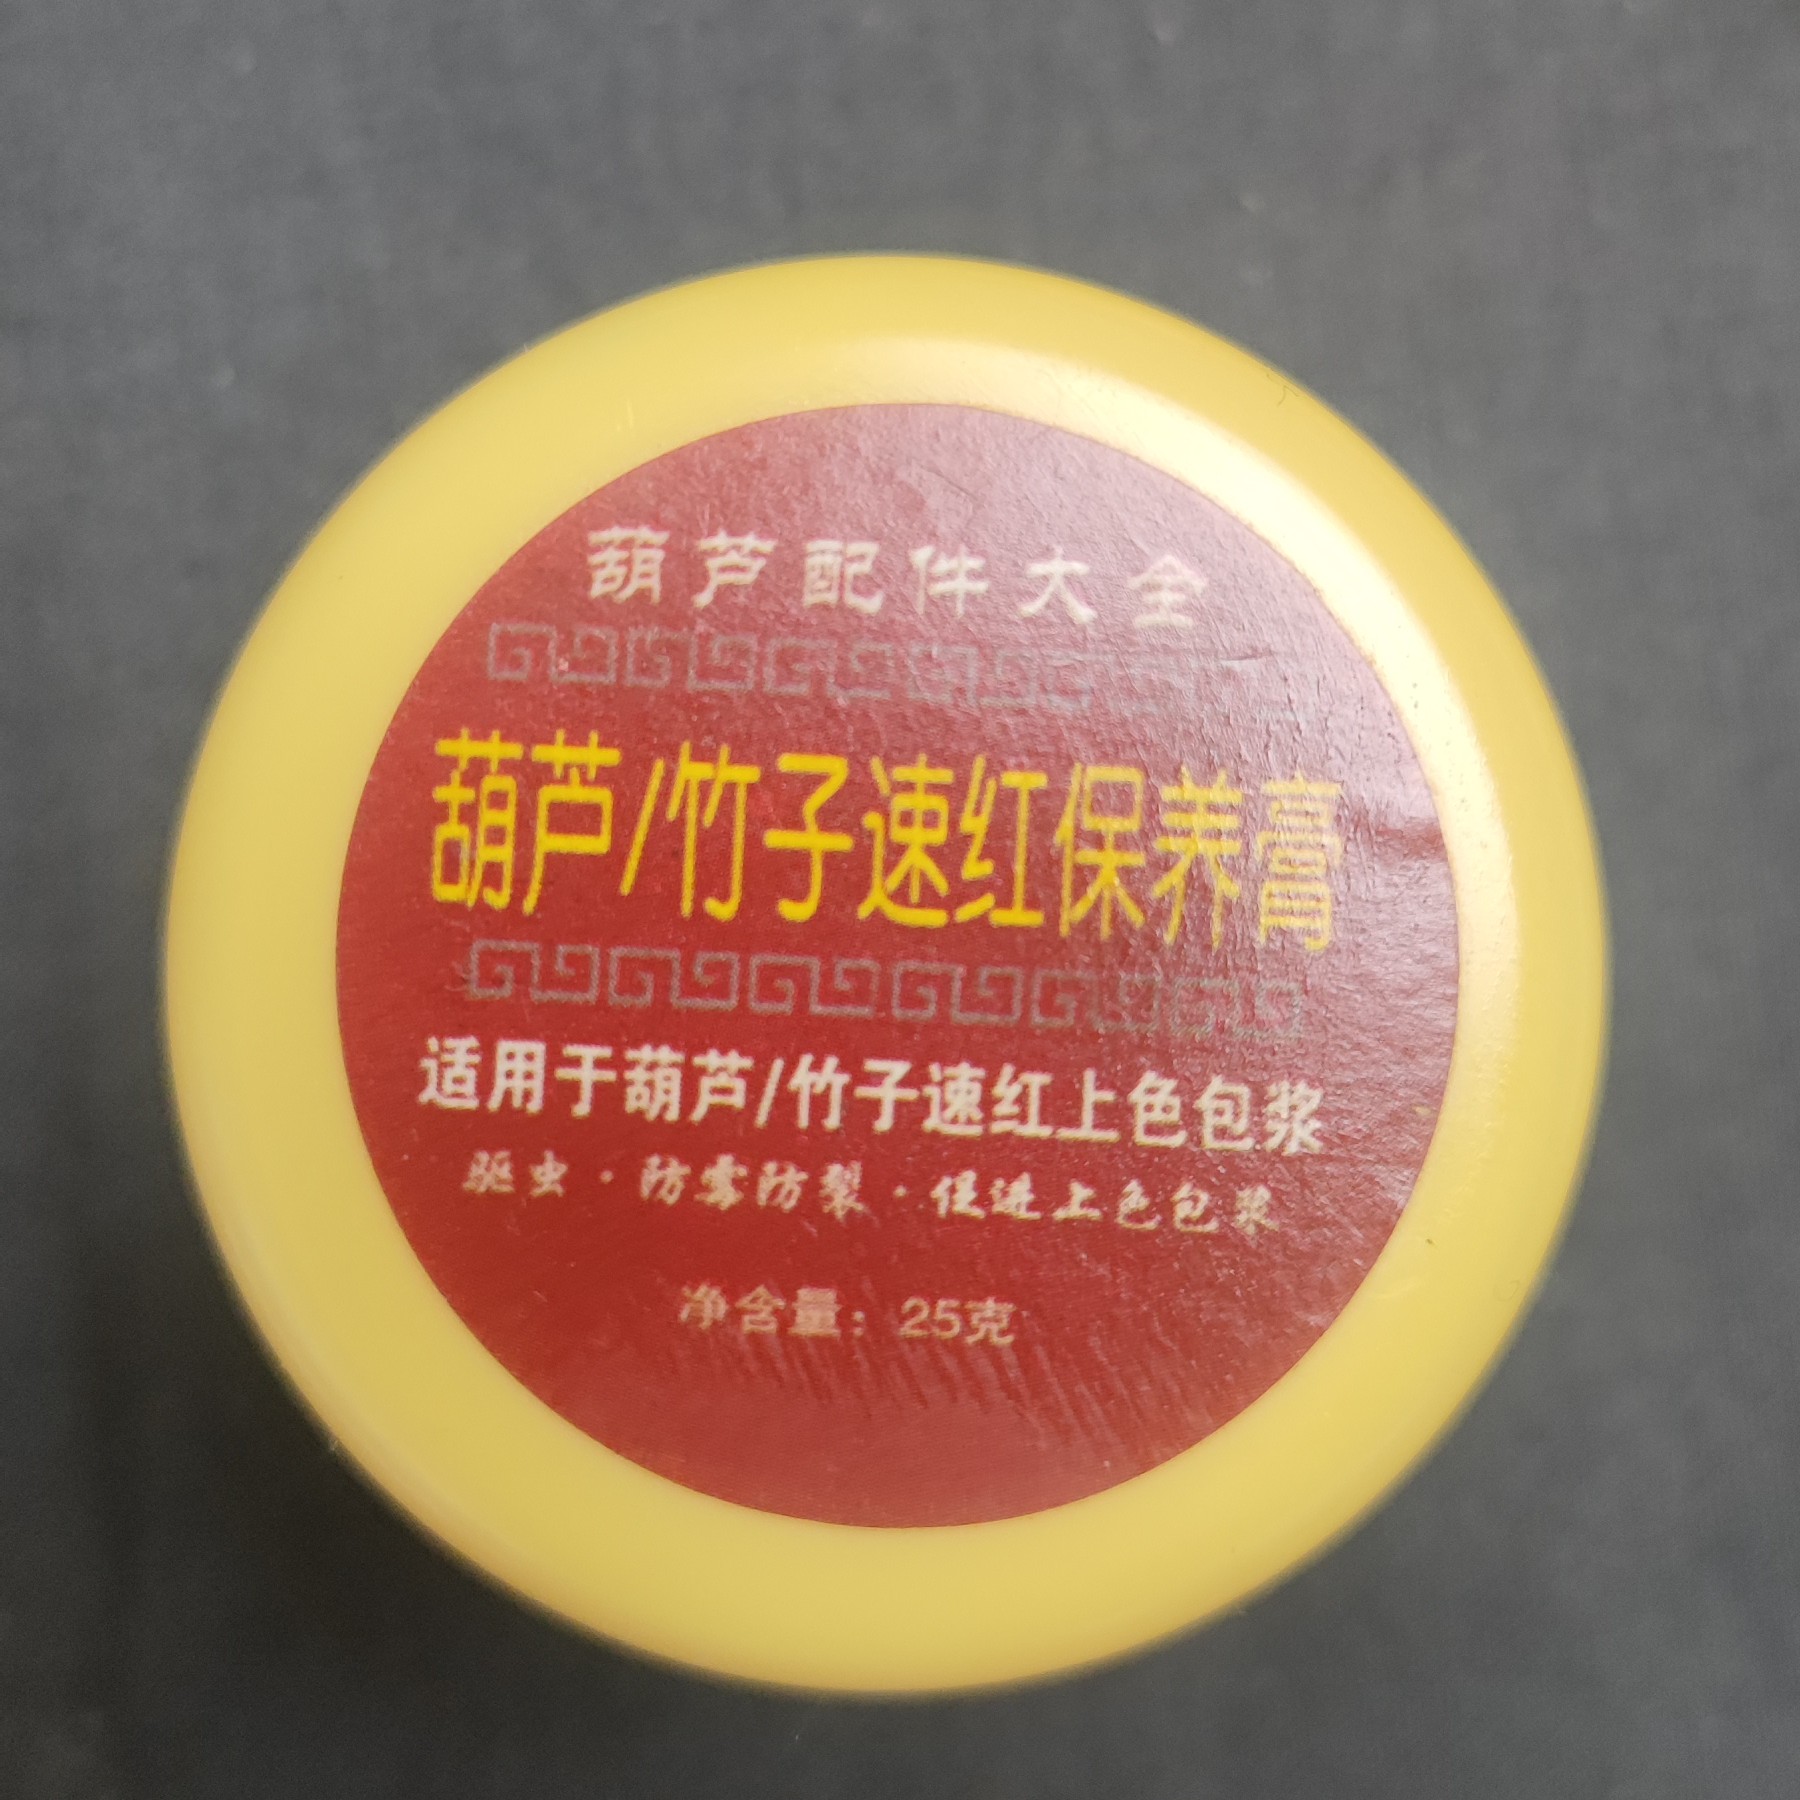 葫芦配件大全
葫芦/竹子速红保养膏
适用于葫芦/竹子速红上色包浆
驱虫·防雾防裂·促进上色包浆
净含量：25克